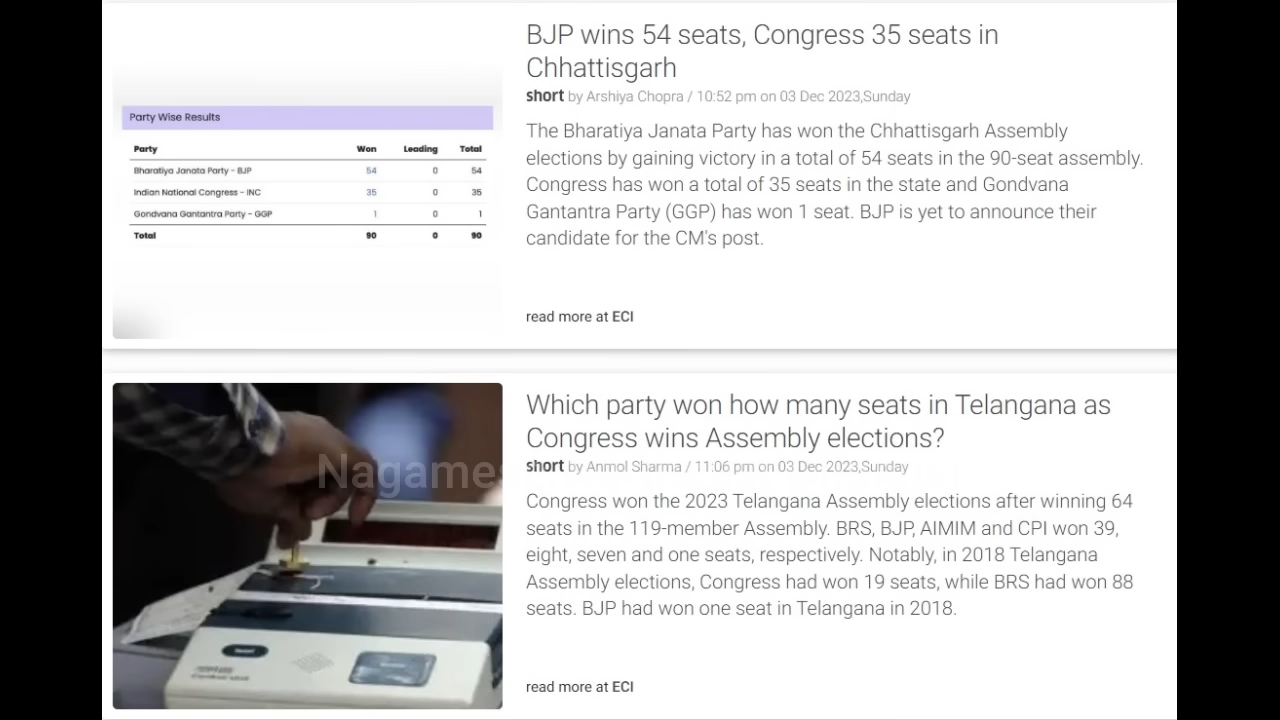 BJP wins 54 seats, Congress 35 seats in
Chhattisgarh
short by Arshiya Chopra / 10:52 pm on 03 Dec 2023,Sunday
The Bharatiya Janata Party has won the Chhattisgarh Assembly
elections by gaining victory in a total of 54 seats in the 90-seat assembly.
Congress has won a total of 35 seats in the state and Gondvana
Gantantra Party (GGP) has won 1 seat. BJP is yet to announce their
candidate for the CM's post.
read more at ECI
Party Wise Results
Party Won Leading Total
Bharatiya Janata Party - BJP 54 0 54
Indian National Congress - INC 35 0 35
Gondvana Gantantra Party - GGP 1 0 1
Total 90 0 90
Which party won how many seats in Telangana as
Congress wins Assembly elections?
short by Anmol Sharma / 11:06 pm on 03 Dec 2023,Sunday
Congress won the 2023 Telangana Assembly elections after winning 64
seats in the 119-member Assembly. BRS, BJP, AIMIM and CPI won 39,
eight, seven and one seats, respectively. Notably, in 2018 Telangana
Assembly elections, Congress had won 19 seats, while BRS had won 88
seats. BJP had won one seat in Telangana in 2018.
read more at ECI